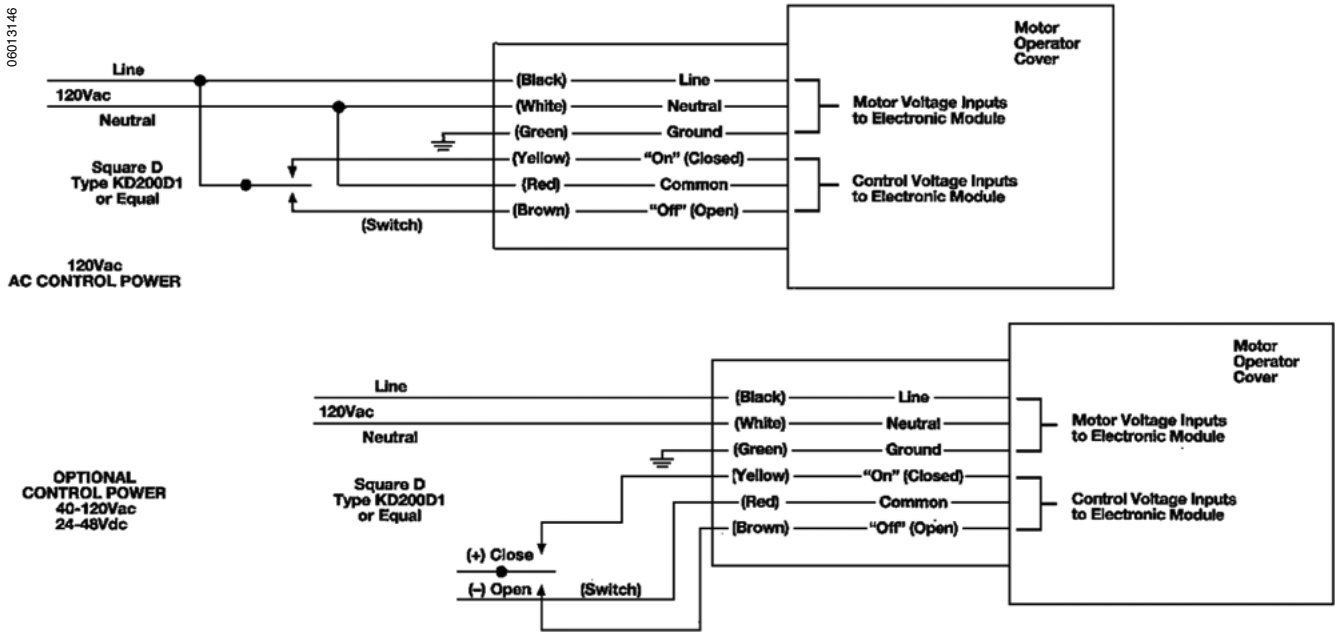 06013146
Line
120Vac
Neutral
Square D
Type KD200D1
or Equal
(Switch)
120Vac
AC CONTROL POWER
(Black) Line
(White) Neutral
(Green) Ground
(Yellow) "On" (Closed)
(Red) Common
(Brown) "Off" (Open)
Motor
Operator
Cover
Motor Voltage Inputs
to Electronic Module
Control Voltage Inputs
to Electronic Module
OPTIONAL
CONTROL POWER
40-120Vac
24-48Vdc
Line
120Vac
Neutral
Square D
Type KD200D1
or Equal
(+) Close
(–) Open
(Switch)
(Black) Line
(White) Neutral
(Green) Ground
(Yellow) "On" (Closed)
(Red) Common
(Brown) "Off" (Open)
Motor
Operator
Cover
Motor Voltage Inputs
to Electronic Module
Control Voltage Inputs
to Electronic Module